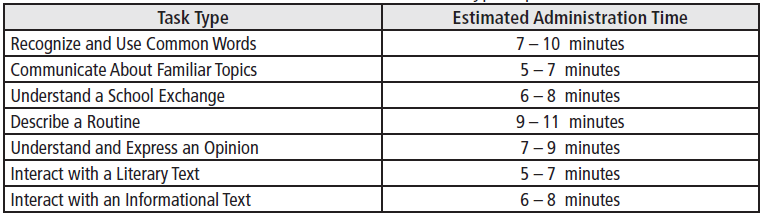 Task Type Estimated Administration Time
Recognize and Use Common Words 7 – 10 minutes
Communicate About Familiar Topics 5 – 7 minutes
Understand a School Exchange 6 – 8 minutes
Describe a Routine 9 – 11 minutes
Understand and Express an Opinion 7 – 9 minutes
Interact with a Literary Text 5 – 7 minutes
Interact with an Informational Text 6 – 8 minutes